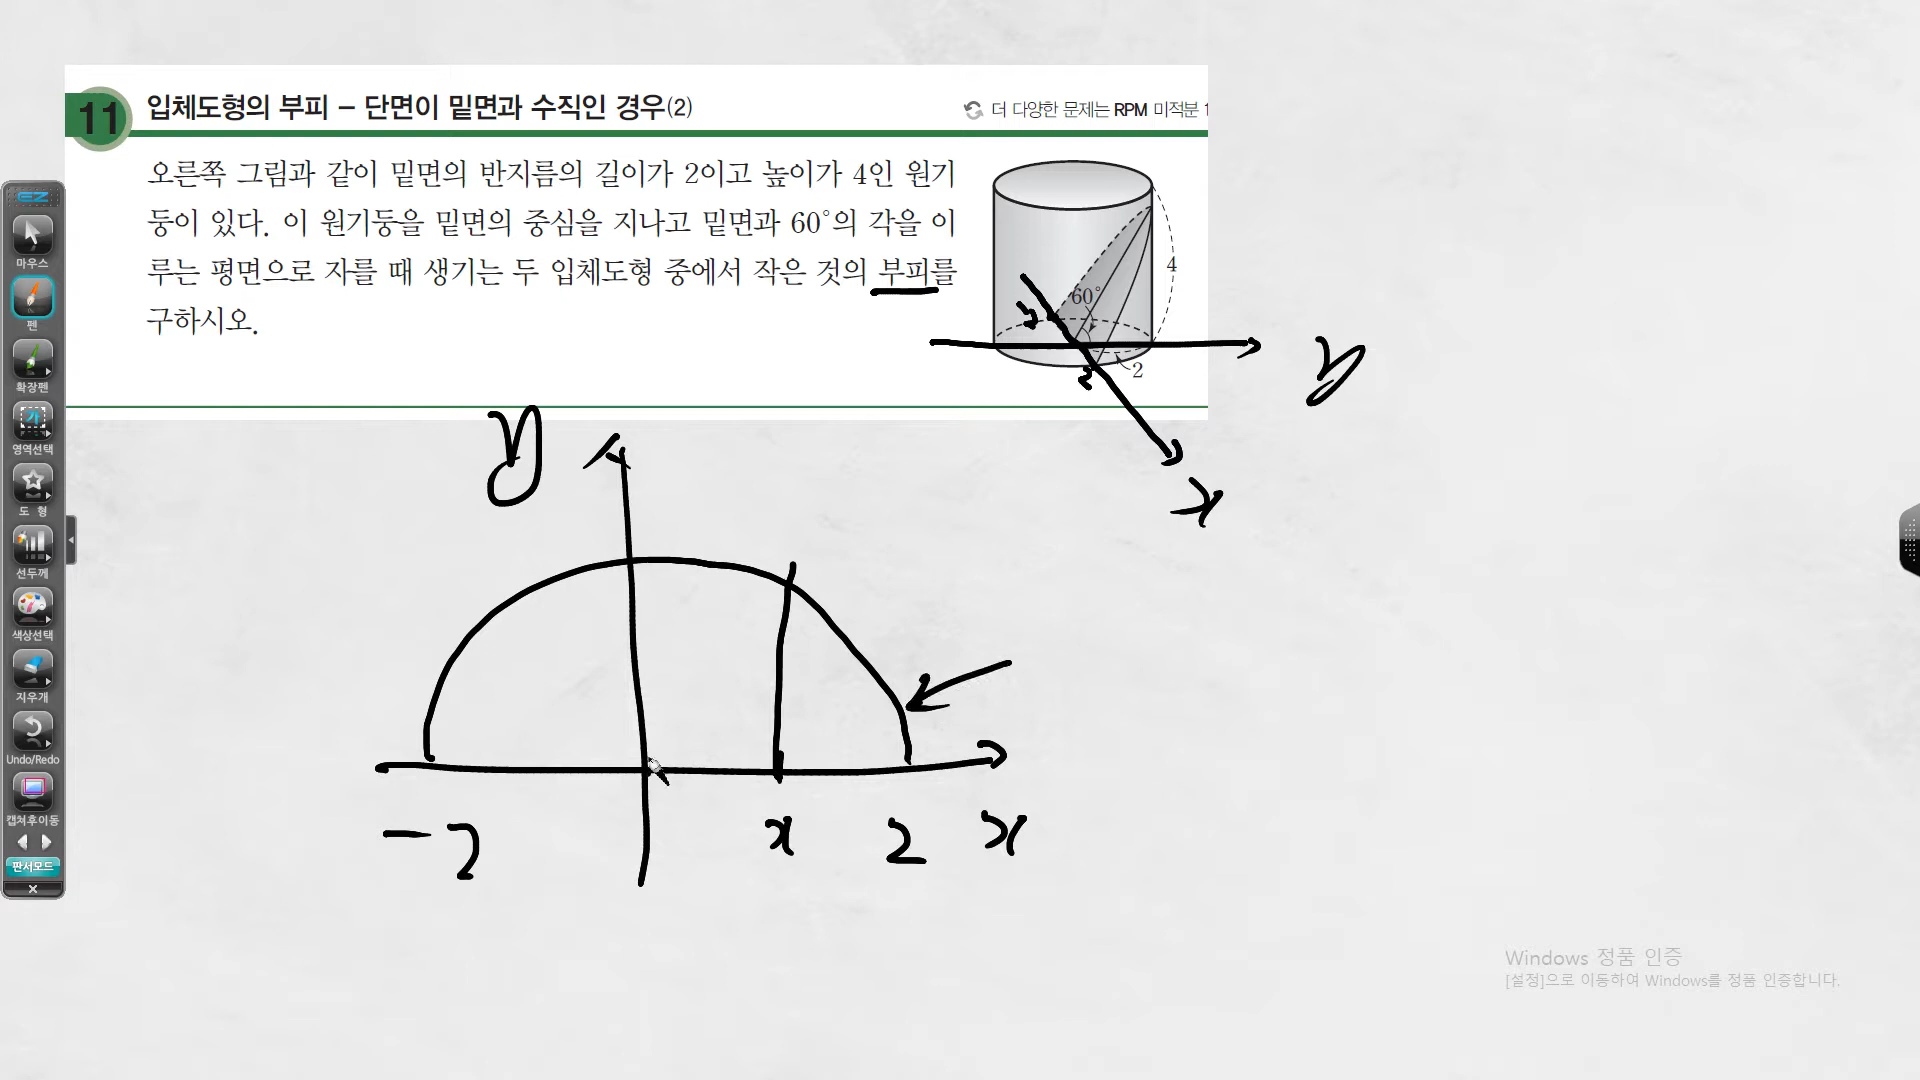 11 입체도형의 부피 – 단면이 밑면과 수직인 경우(2)
더 다양한 문제는 RPM 미적분
오른쪽 그림과 같이 밑면의 반지름의 길이가 2이고 높이가 4인 원기
둥이 있다. 이 원기둥을 밑면의 중심을 지나고 밑면과 60°의 각을 이
루는 평면으로 자를 때 생기는 두 입체도형 중에서 작은 것의 부피를
구하시오.
4
60°
2
2
y
x
y
-2
x
2
x
EZ
마우스
펜
확장펜
가
영역선택
도 형
선두께
색상선택
지우개
Undo/Redo
캡쳐후이동
판서모드
x
Windows 정품 인증
[설정]으로 이동하여 Windows를 정품 인증합니다.